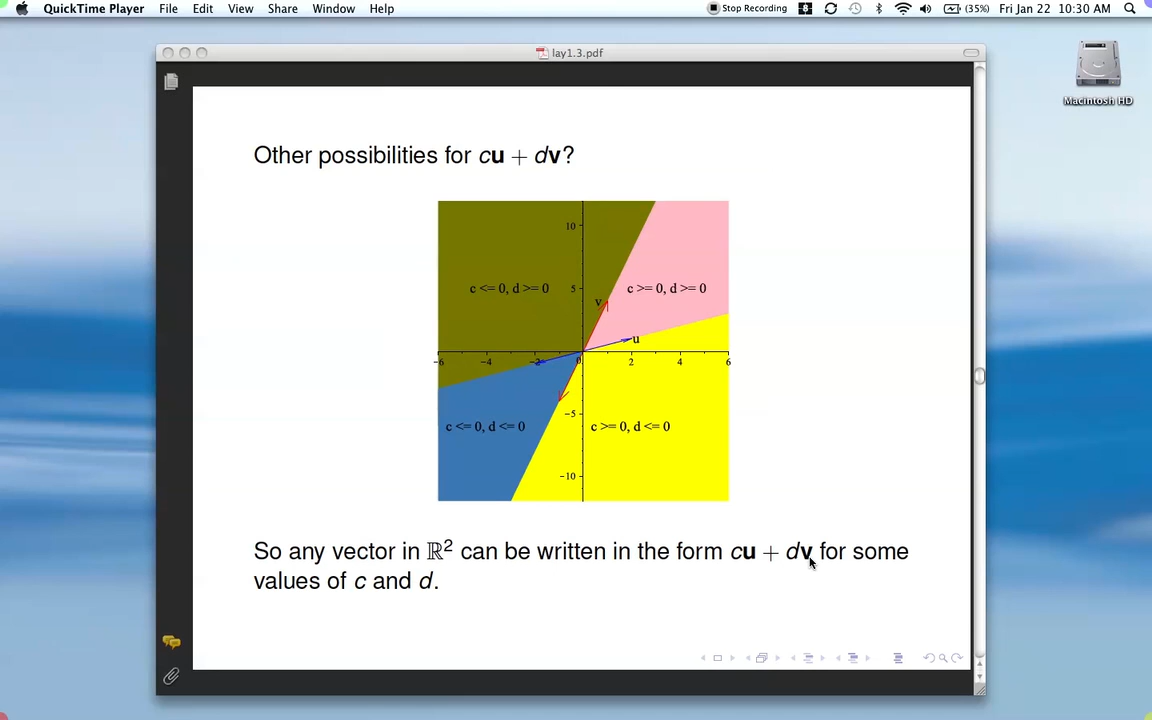 QuickTime Player File Edit View Share Window Help Stop Recording (35%) Fri Jan 22 10:30 AM
lay1.3.pdf
Macintosh HD
Other possibilities for cu + dv?
10
c <= 0, d >= 0 5 c >= 0, d >= 0
v
u
-6 -4 -2 0 2 4 6
-5
c <= 0, d <= 0 c >= 0, d <= 0
-10
So any vector in ℝ² can be written in the form cu + dv for some
values of c and d.